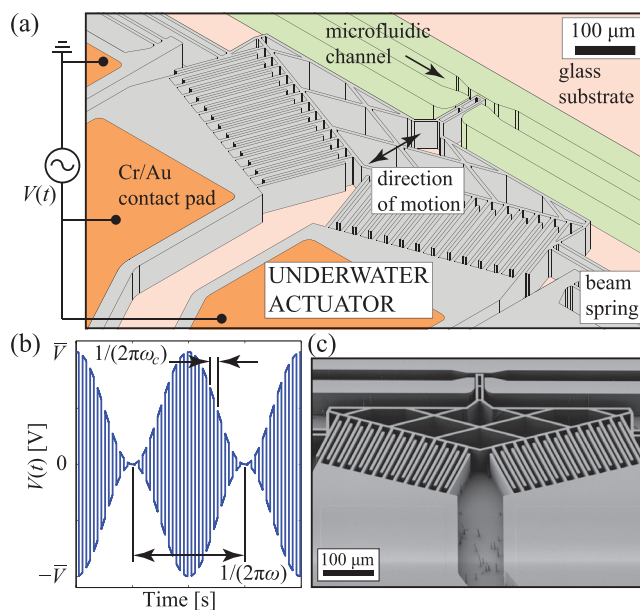 (a)
microfluidic
channel
100 μm
glass
substrate
V(t)
Cr/Au
contact pad
direction
of motion
UNDERWATER
ACTUATOR
beam
spring
(b)
V̅
1/(2πω_c)
V(t) [V]
0
−V̅
1/(2πω)
Time [s]
(c)
100 μm